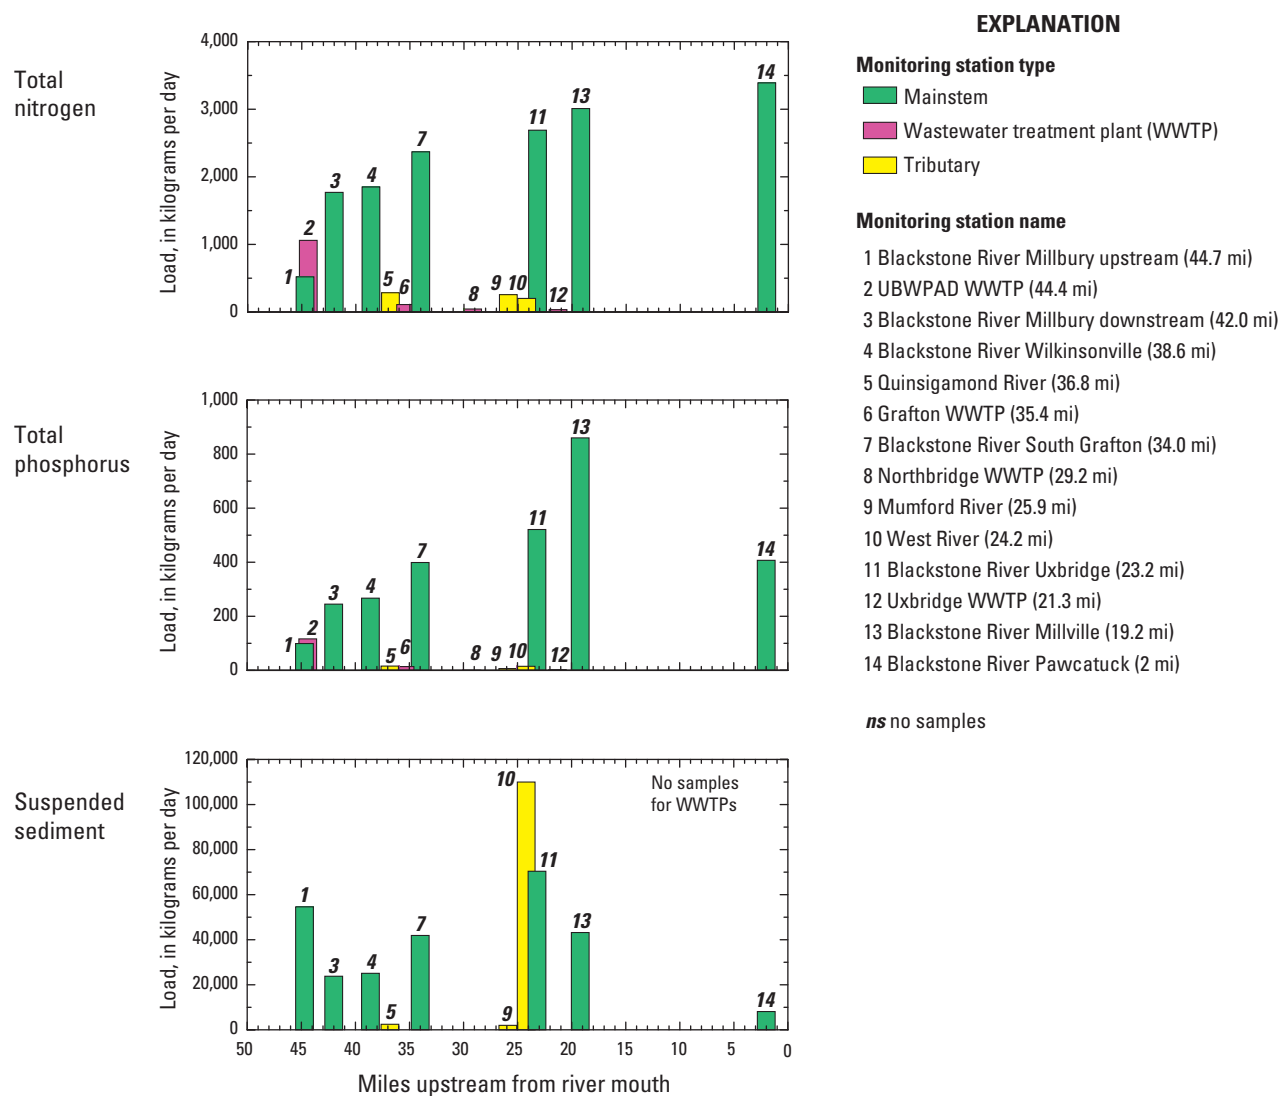 Total
nitrogen
Load, in kilograms per day
4,000
3,000
2,000
1,000
0
1
2
3
4
5
6
7
8
9
10
11
12
13
14
Total
phosphorus
Load, in kilograms per day
1,000
800
600
400
200
0
1
2
3
4
5
6
7
8
9
10
11
12
13
14
Suspended
sediment
Load, in kilograms per day
120,000
100,000
80,000
60,000
40,000
20,000
0
1
3
4
5
7
9
10
11
13
14
No samples
for WWTPs
50 45 40 35 30 25 20 15 10 5 0
Miles upstream from river mouth
EXPLANATION
Monitoring station type
Mainstem
Wastewater treatment plant (WWTP)
Tributary
Monitoring station name
1 Blackstone River Millbury upstream (44.7 mi)
2 UBWPAD WWTP (44.4 mi)
3 Blackstone River Millbury downstream (42.0 mi)
4 Blackstone River Wilkinsonville (38.6 mi)
5 Quinsigamond River (36.8 mi)
6 Grafton WWTP (35.4 mi)
7 Blackstone River South Grafton (34.0 mi)
8 Northbridge WWTP (29.2 mi)
9 Mumford River (25.9 mi)
10 West River (24.2 mi)
11 Blackstone River Uxbridge (23.2 mi)
12 Uxbridge WWTP (21.3 mi)
13 Blackstone River Millville (19.2 mi)
14 Blackstone River Pawcatuck (2 mi)
ns no samples